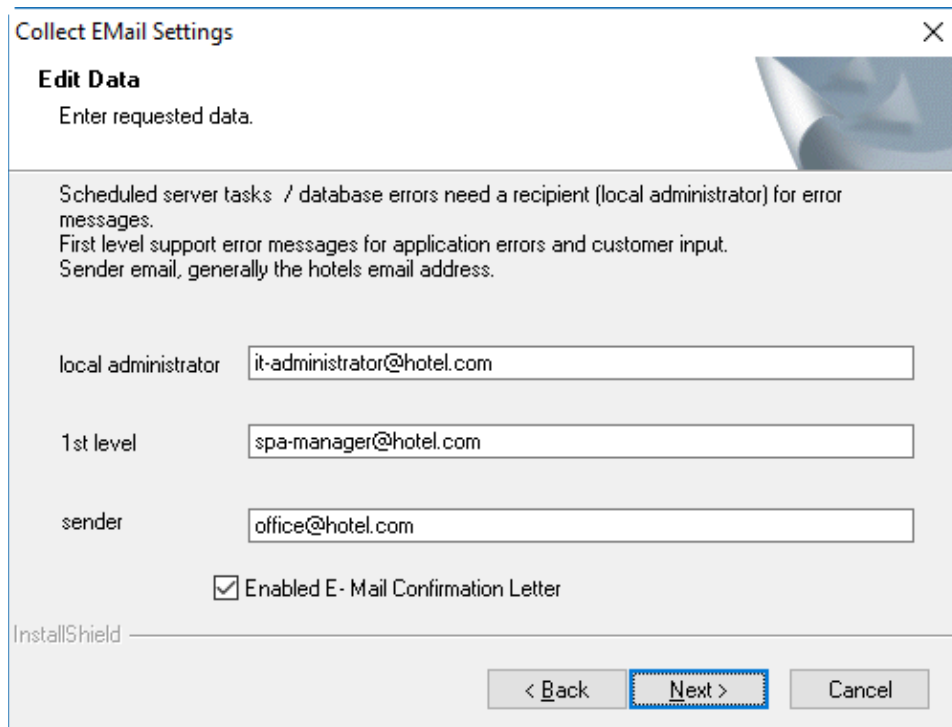 Collect EMail Settings
Edit Data
Enter requested data.
Scheduled server tasks / database errors need a recipient (local administrator) for error
messages.
First level support error messages for application errors and customer input.
Sender email, generally the hotels email address.
local administrator it-administrator@hotel.com
1st level spa-manager@hotel.com
sender office@hotel.com
Enabled E- Mail Confirmation Letter
InstallShield
< Back Next > Cancel